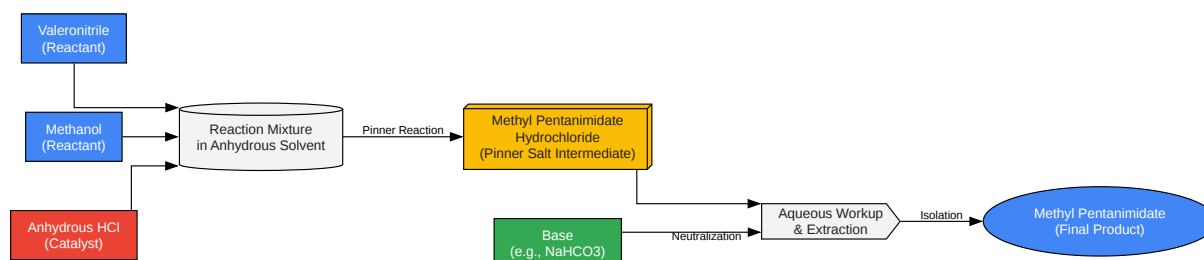 Valeronitrile
(Reactant)
Methanol
(Reactant)
Anhydrous HCl
(Catalyst)
Reaction Mixture
in Anhydrous Solvent
Pinner Reaction
Methyl Pentanimidate
Hydrochloride
(Pinner Salt Intermediate)
Base
(e.g., NaHCO3)
Neutralization
Aqueous Workup
& Extraction
Isolation
Methyl Pentanimidate
(Final Product)